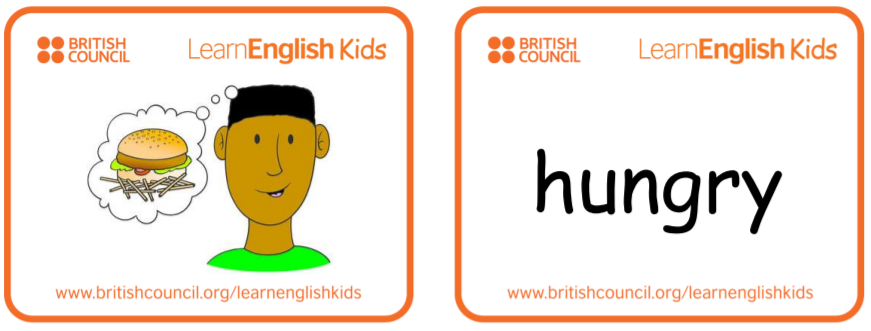 BRITISH
COUNCIL
LearnEnglish Kids
www.britishcouncil.org/learnenglishkids
BRITISH
COUNCIL
LearnEnglish Kids
hungry
www.britishcouncil.org/learnenglishkids